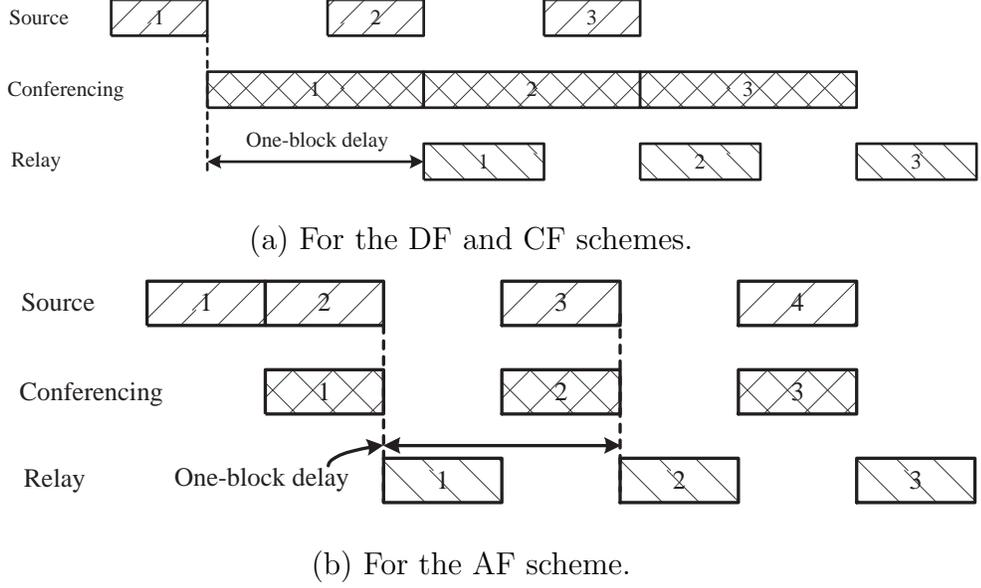 Source 1 2 3
Conferencing 1 2 3
One-block delay
Relay 1 2 3
(a) For the DF and CF schemes.
Source 1 2 3 4
Conferencing 1 2 3
Relay One-block delay 1 2 3
(b) For the AF scheme.